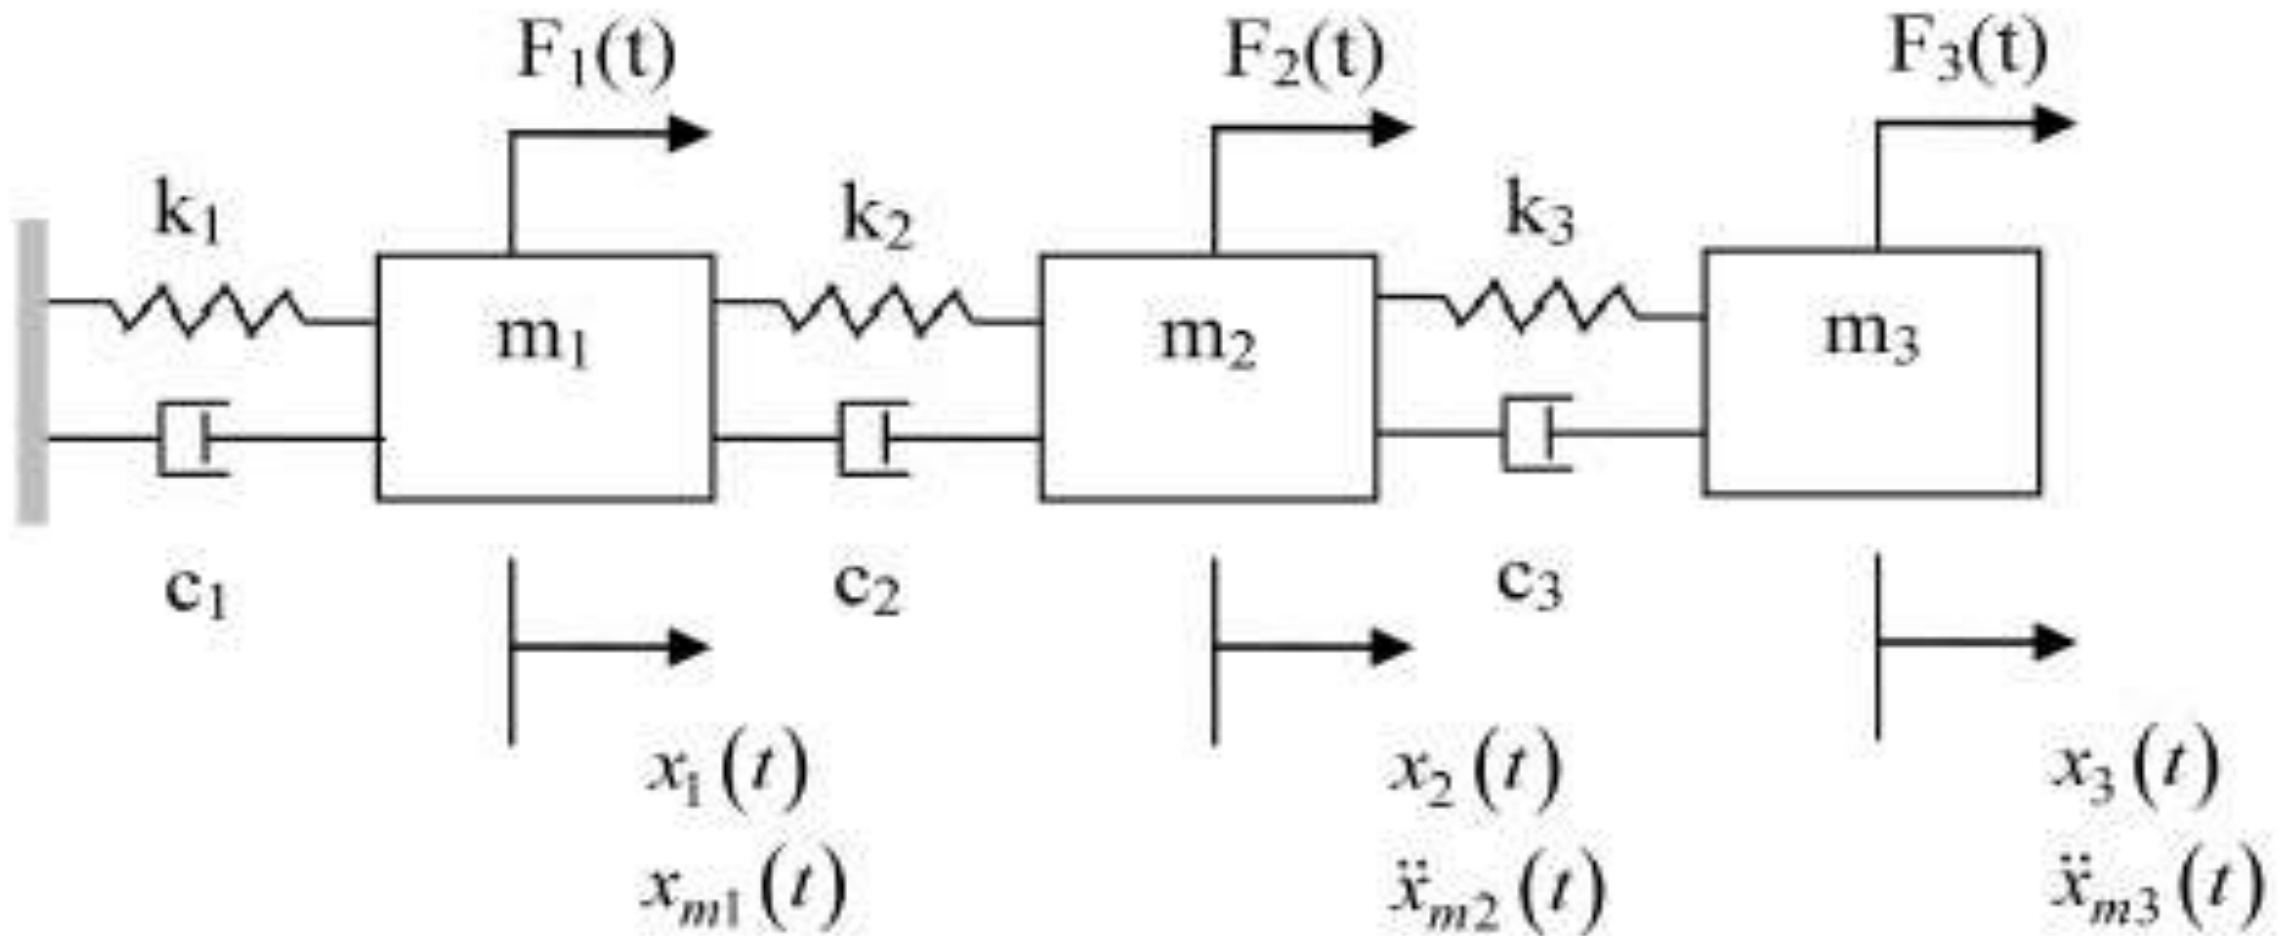 F₁(t) F₂(t) F₃(t)
k₁ k₂ k₃
m₁ m₂ m₃
c₁ c₂ c₃
x₁(t) x₂(t) x₃(t)
xₘ₁(t) ẍₘ₂(t) ẍₘ₃(t)